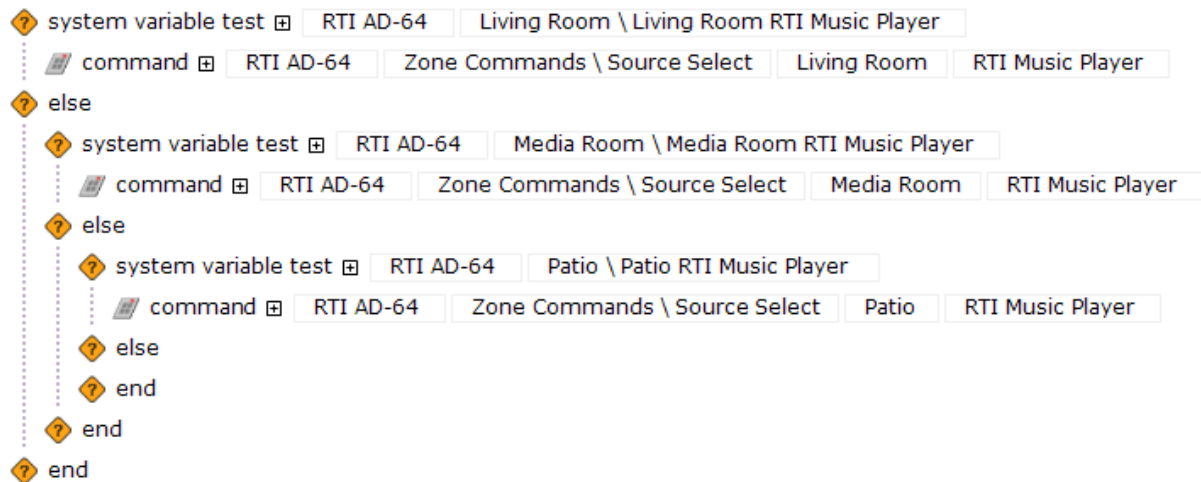 system variable test RTI AD-64 Living Room \ Living Room RTI Music Player
command RTI AD-64 Zone Commands \ Source Select Living Room RTI Music Player
else
system variable test RTI AD-64 Media Room \ Media Room RTI Music Player
command RTI AD-64 Zone Commands \ Source Select Media Room RTI Music Player
else
system variable test RTI AD-64 Patio \ Patio RTI Music Player
command RTI AD-64 Zone Commands \ Source Select Patio RTI Music Player
else
end
end
end